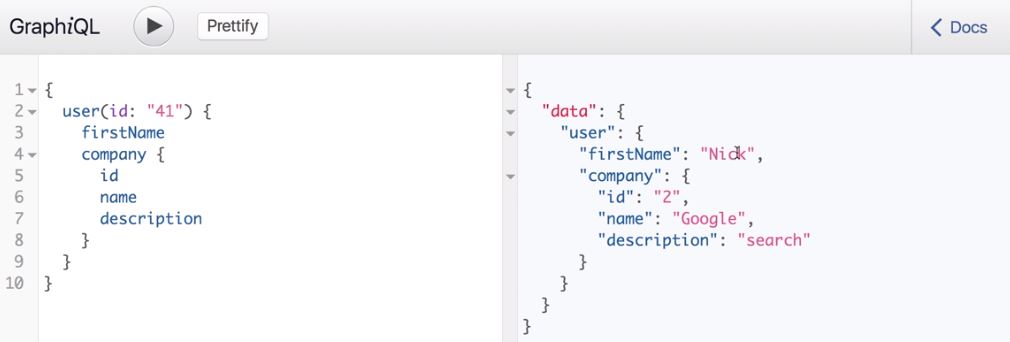 GraphiQL Prettify Docs
1 {
2 user(id: "41") {
3 firstName
4 company {
5 id
6 name
7 description
8 }
9 }
10 }
{
"data": {
"user": {
"firstName": "Nick",
"company": {
"id": "2",
"name": "Google",
"description": "search"
}
}
}
}